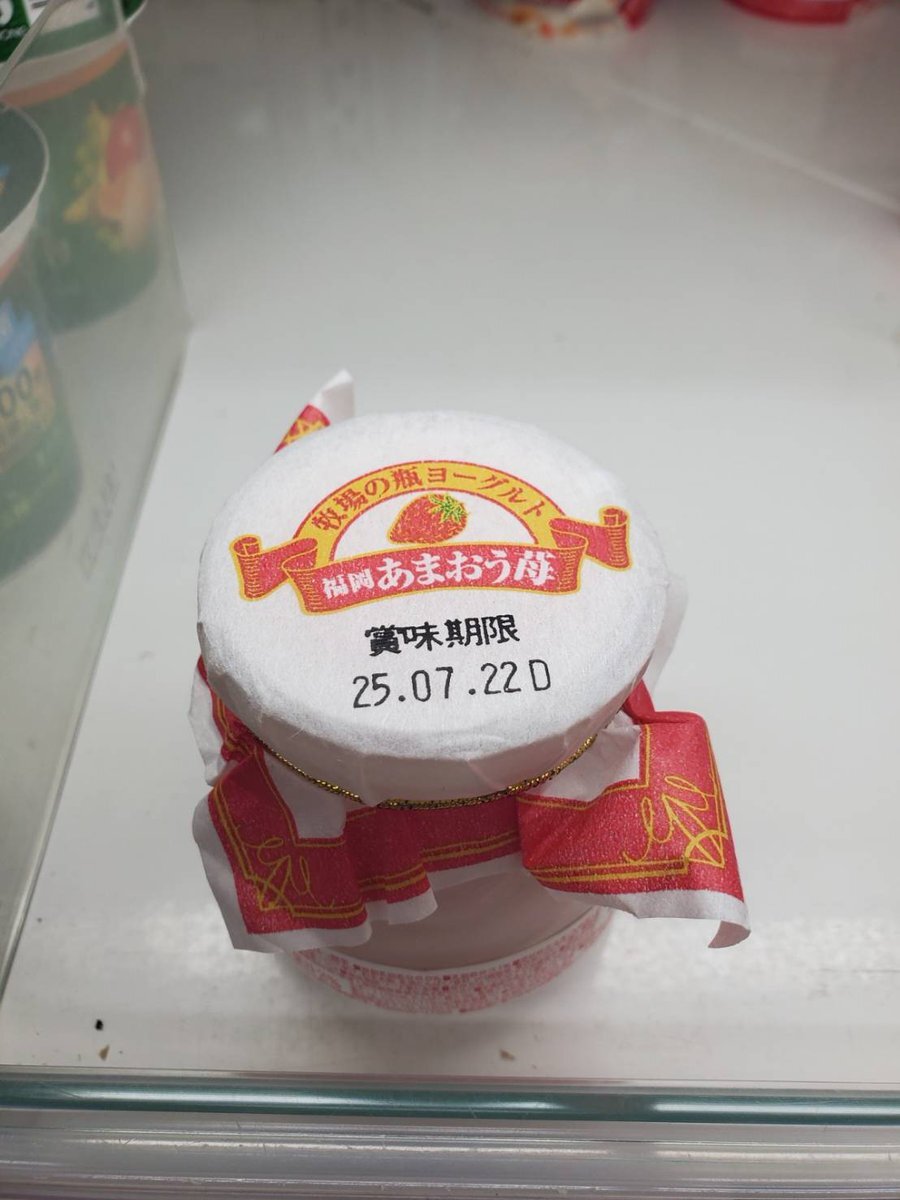 牧場の瓶ヨーグルト
福岡 あまおう苺
賞味期限
25.07.22D